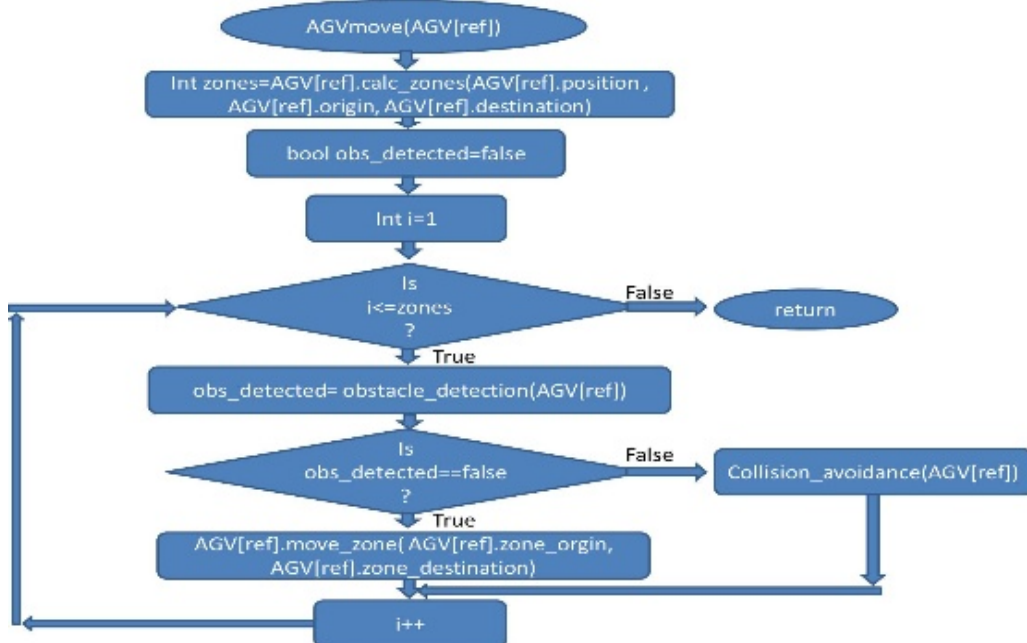 AGVmove(AGV[ref])
Int zones=AGV[ref].calc_zones(AGV[ref].position ,
AGV[ref].origin, AGV[ref].destination)
bool obs_detected=false
Int i=1
Is
i<=zones
?
False
return
True
obs_detected= obstacle_detection(AGV[ref])
Is
obs_detected==false
?
False
Collision_avoidance(AGV[ref])
True
AGV[ref].move_zone( AGV[ref].zone_orgin,
AGV[ref].zone_destination)
i++